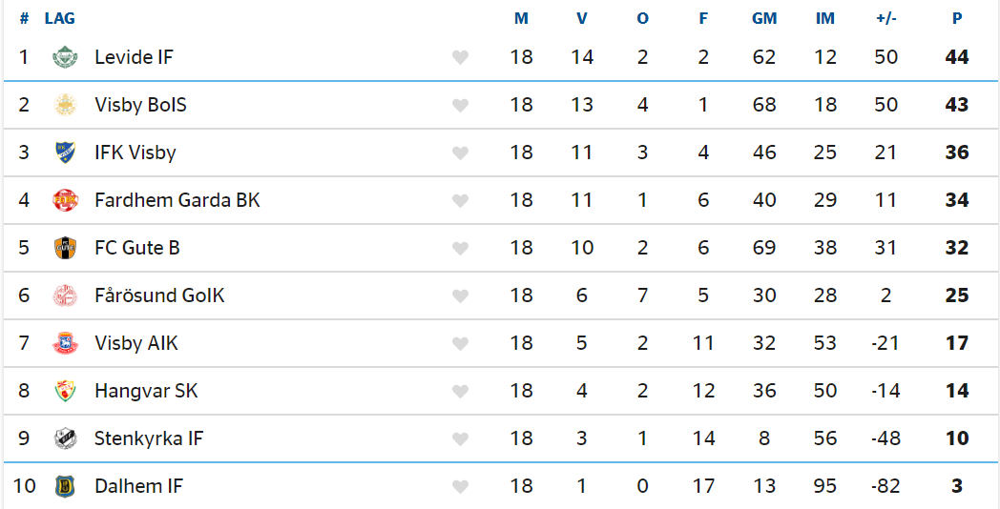 # LAG M V O F GM IM +/- P
1 Levide IF 18 14 2 2 62 12 50 44
2 Visby BoIS 18 13 4 1 68 18 50 43
3 IFK Visby 18 11 3 4 46 25 21 36
4 Fardhem Garda BK 18 11 1 6 40 29 11 34
5 FC Gute B 18 10 2 6 69 38 31 32
6 Fårösund GoIK 18 6 7 5 30 28 2 25
7 Visby AIK 18 5 2 11 32 53 -21 17
8 Hangvar SK 18 4 2 12 36 50 -14 14
9 Stenkyrka IF 18 3 1 14 8 56 -48 10
10 Dalhem IF 18 1 0 17 13 95 -82 3